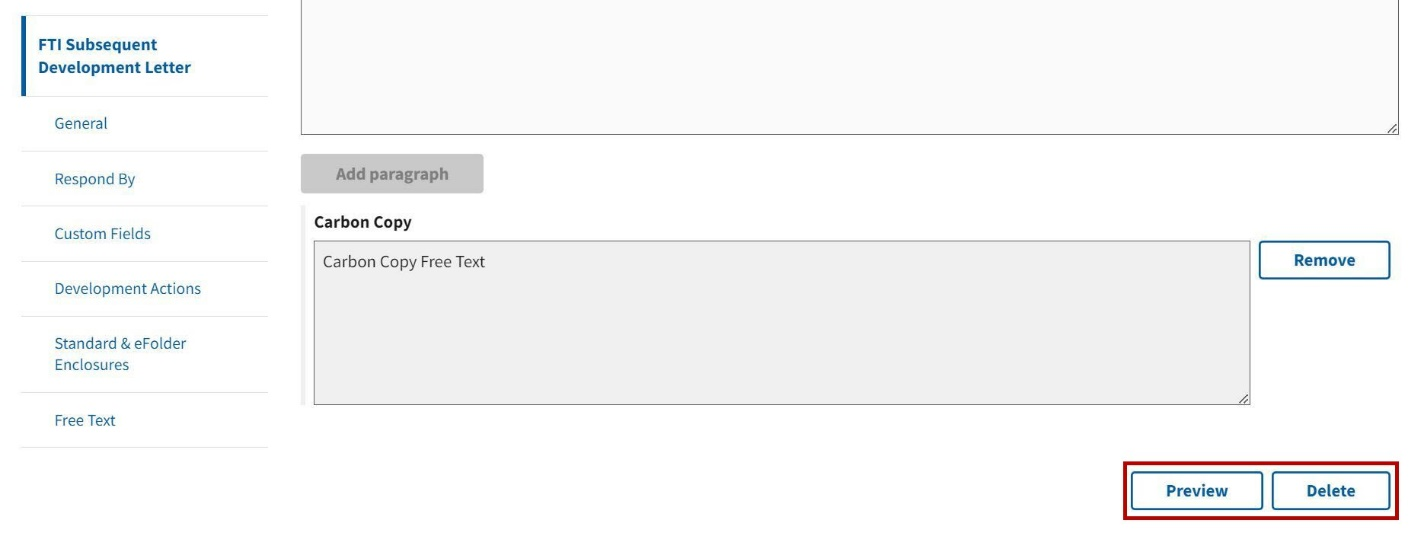 FTI Subsequent
Development Letter
General
Respond By
Custom Fields
Development Actions
Standard & eFolder
Enclosures
Free Text
Add paragraph
Carbon Copy
Carbon Copy Free Text
Remove
Preview
Delete